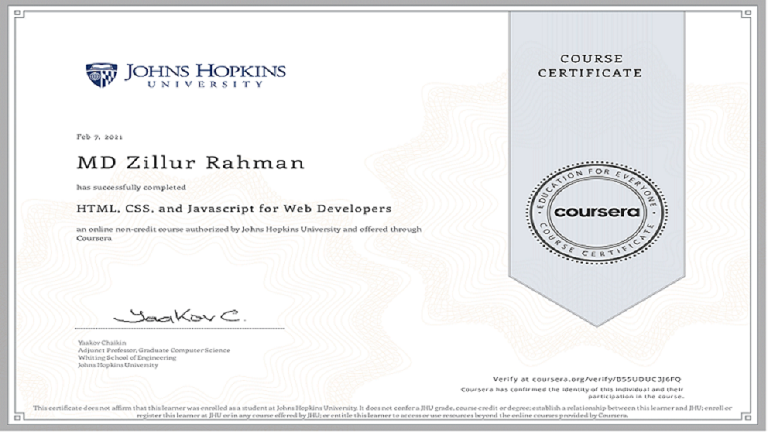 JOHNS HOPKINS
UNIVERSITY
COURSE
CERTIFICATE
Feb 7, 2021
MD Zillur Rahman
has successfully completed
HTML, CSS, and Javascript for Web Developers
an online non-credit course authorized by Johns Hopkins University and offered through
Coursera
EDUCATION FOR EVERYONE
coursera
COURSE CERTIFICATE
Yaakov C.
Yaakov Chaikin
Adjunct Professor, Graduate Computer Science
Whiting School of Engineering
Johns Hopkins University
Verify at coursera.org/verify/
Coursera has confirmed the identity of this individual and their
participation in the course.
This certificate does not affirm that this learner was enrolled as a student at Johns Hopkins University. It does not confer a JHU grade, course credit or degree; establish a relationship between this learner and JHU; enroll or
register this learner at JHU or in any course offered by JHU; or entitle this learner to access or use resources beyond the online courses provided by Coursera.